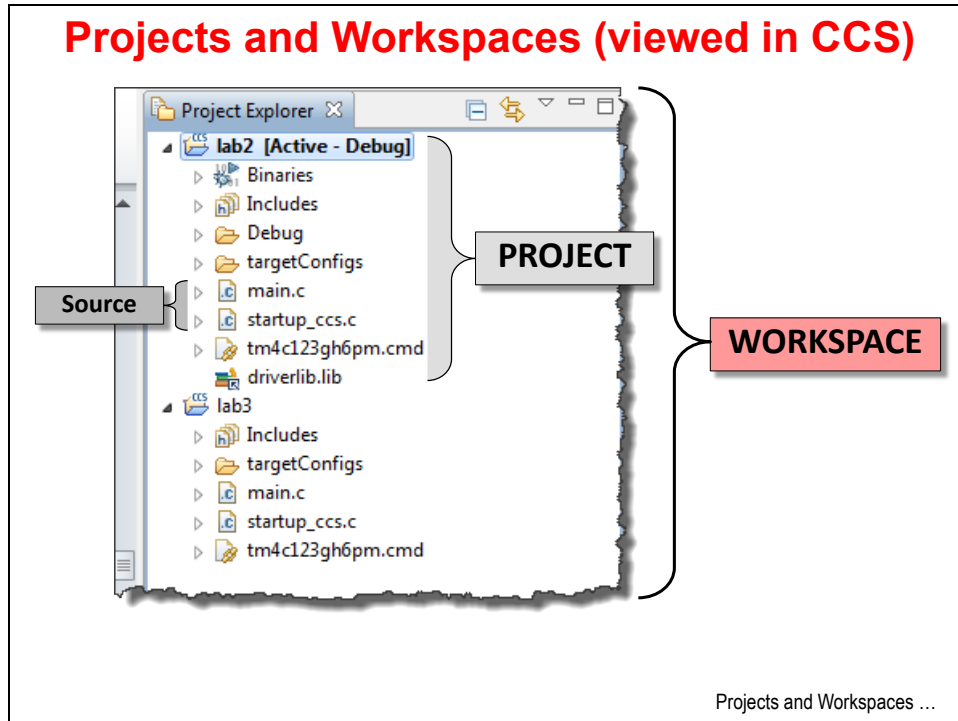 Projects and Workspaces (viewed in CCS)
Project Explorer
lab2 [Active - Debug]
Binaries
Includes
Debug
targetConfigs
main.c
startup_ccs.c
tm4c123gh6pm.cmd
driverlib.lib
Source
PROJECT
WORKSPACE
lab3
Includes
targetConfigs
main.c
startup_ccs.c
tm4c123gh6pm.cmd
Projects and Workspaces …